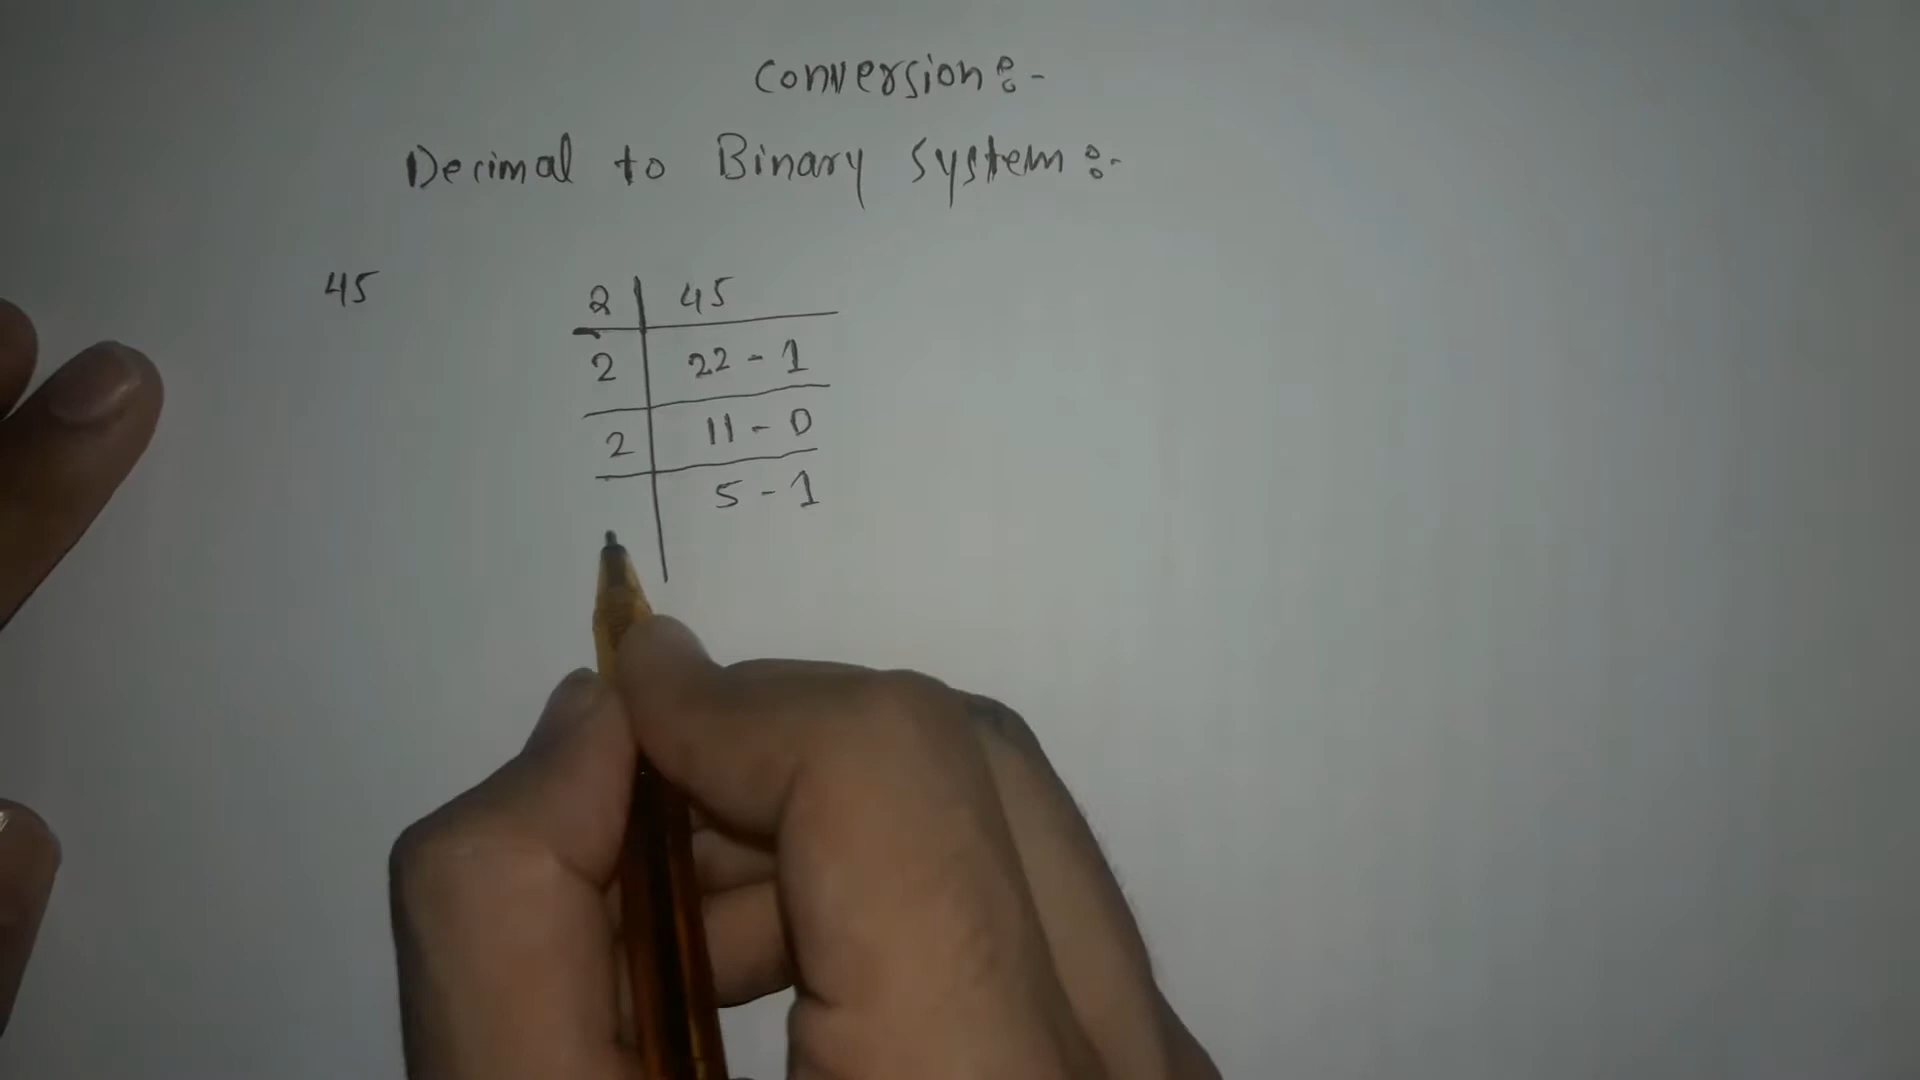 Conversion:-
Decimal to Binary System:-
45
2 | 45
2 | 22 - 1
2 | 11 - 0
5 - 1